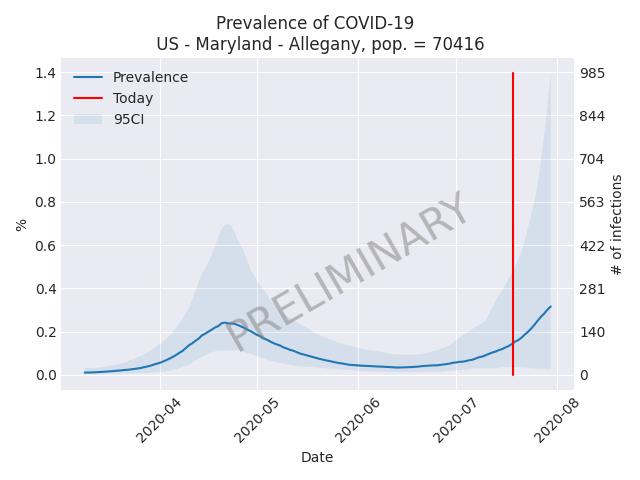 Prevalence of COVID-19
US - Maryland - Allegany, pop. = 70416
Prevalence
Today
95CI
1.4
1.2
1.0
0.8
0.6
0.4
0.2
0.0
%
985
844
704
563
422
281
140
0
# of infections
PRELIMINARY
2020-04
2020-05
2020-06
2020-07
2020-08
Date